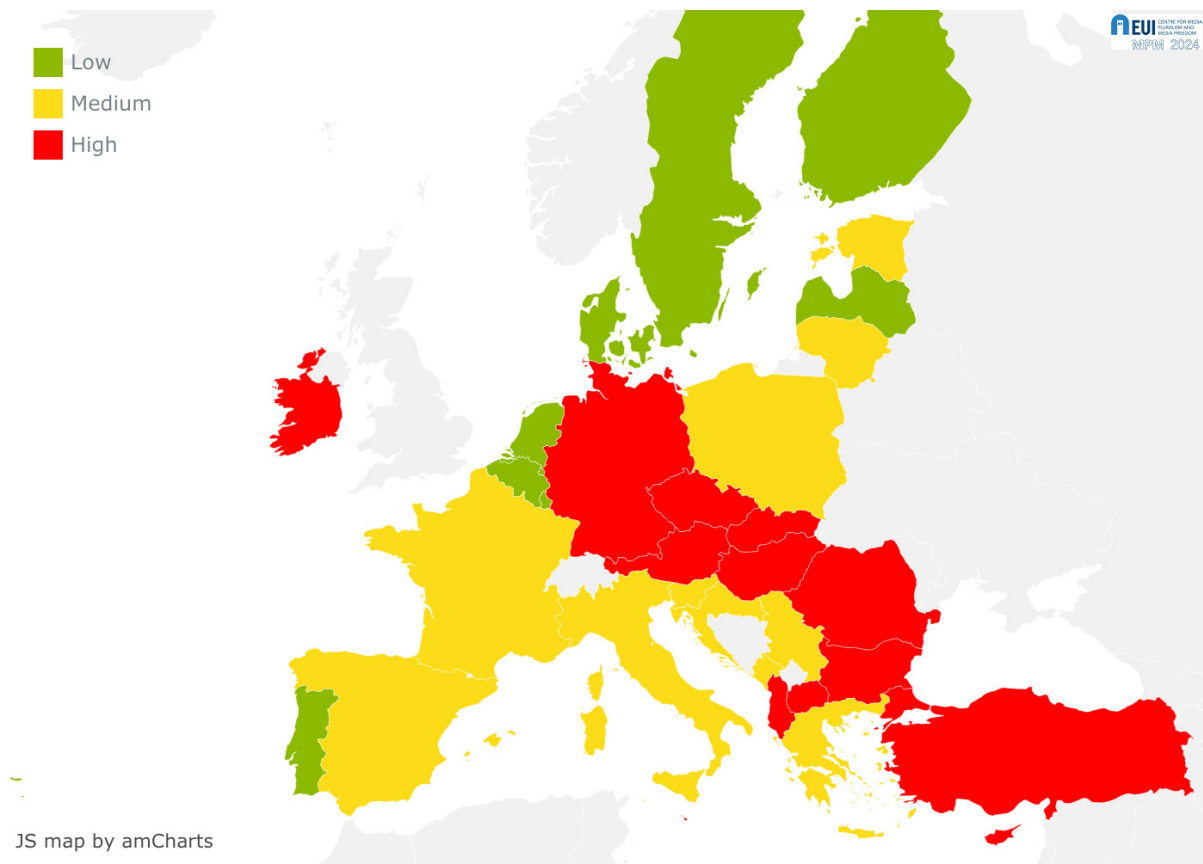 Low
Medium
High
EUI
CENTRE FOR MEDIA
PLURALISM AND
MEDIA FREEDOM
MPM 2024
JS map by amCharts